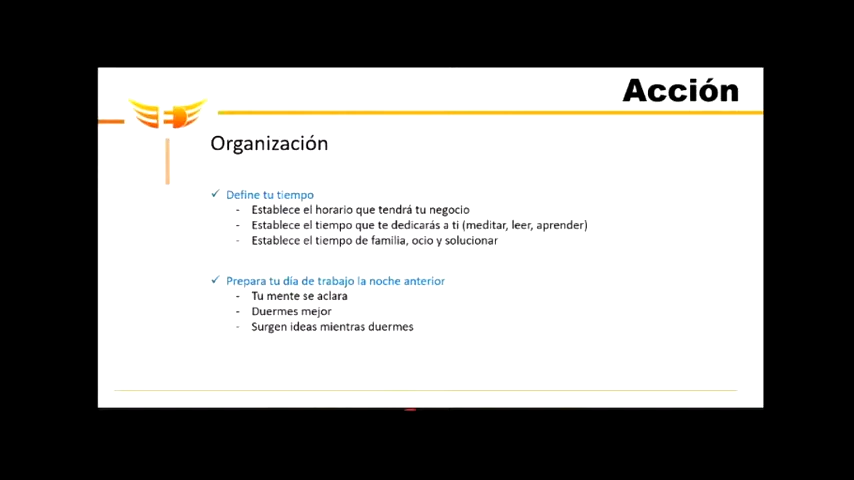 Acción
Organización
✓ Define tu tiempo
- Establece el horario que tendrá tu negocio
- Establece el tiempo que te dedicarás a ti (meditar, leer, aprender)
- Establece el tiempo de familia, ocio y solucionar
✓ Prepara tu día de trabajo la noche anterior
- Tu mente se aclara
- Duermes mejor
- Surgen ideas mientras duermes